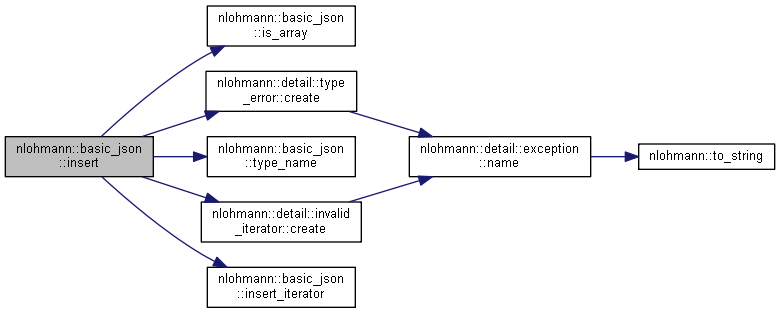 nlohmann::basic_json
::is_array
nlohmann::detail::type
_error::create
nlohmann::basic_json
::insert
nlohmann::basic_json
::type_name
nlohmann::detail::exception
::name
nlohmann::to_string
nlohmann::detail::invalid
_iterator::create
nlohmann::basic_json
::insert_iterator